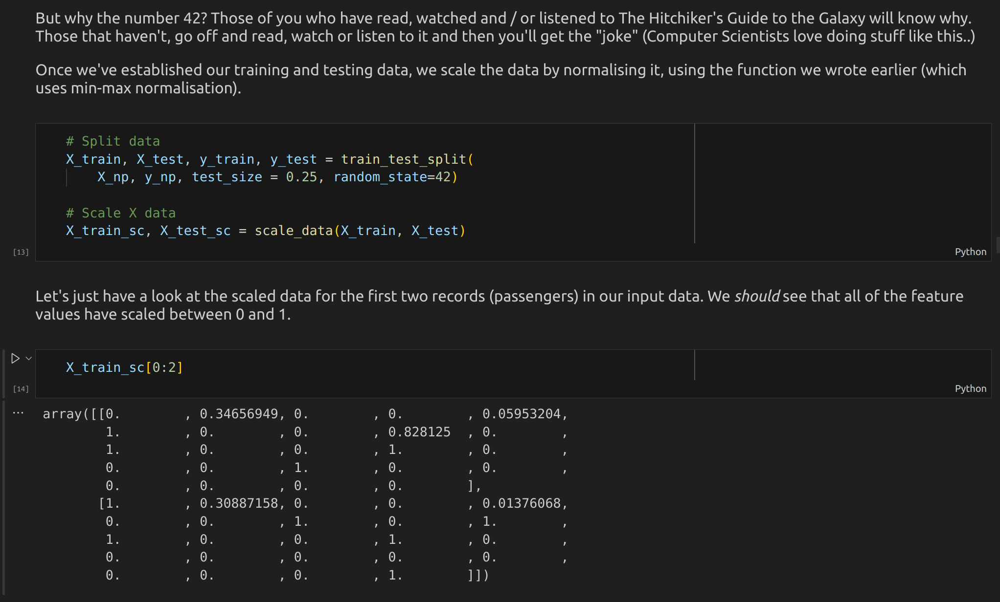 But why the number 42? Those of you who have read, watched and / or listened to The Hitchiker's Guide to the Galaxy will know why.
Those that haven't, go off and read, watch or listen to it and then you'll get the "joke" (Computer Scientists love doing stuff like this..)
Once we've established our training and testing data, we scale the data by normalising it, using the function we wrote earlier (which
uses min-max normalisation).
# Split data
X_train, X_test, y_train, y_test = train_test_split(
    X_np, y_np, test_size = 0.25, random_state=42)
# Scale X data
X_train_sc, X_test_sc = scale_data(X_train, X_test)
[13]
Python
Let's just have a look at the scaled data for the first two records (passengers) in our input data. We should see that all of the feature
values have scaled between 0 and 1.
X_train_sc[0:2]
[14]
Python
...
array([[0.        , 0.34656949, 0.        , 0.        , 0.05953204,
        1.        , 0.        , 0.        , 0.828125  , 0.        ,
        1.        , 0.        , 0.        , 1.        , 0.        ,
        0.        , 0.        , 1.        , 0.        , 0.        ,
        0.        , 0.        , 0.        , 0.        ],
       [1.        , 0.30887158, 0.        , 0.        , 0.01376068,
        0.        , 0.        , 1.        , 0.        , 1.        ,
        1.        , 0.        , 0.        , 1.        , 0.        ,
        0.        , 0.        , 0.        , 0.        , 0.        ,
        0.        , 0.        , 0.        , 1.        ]])